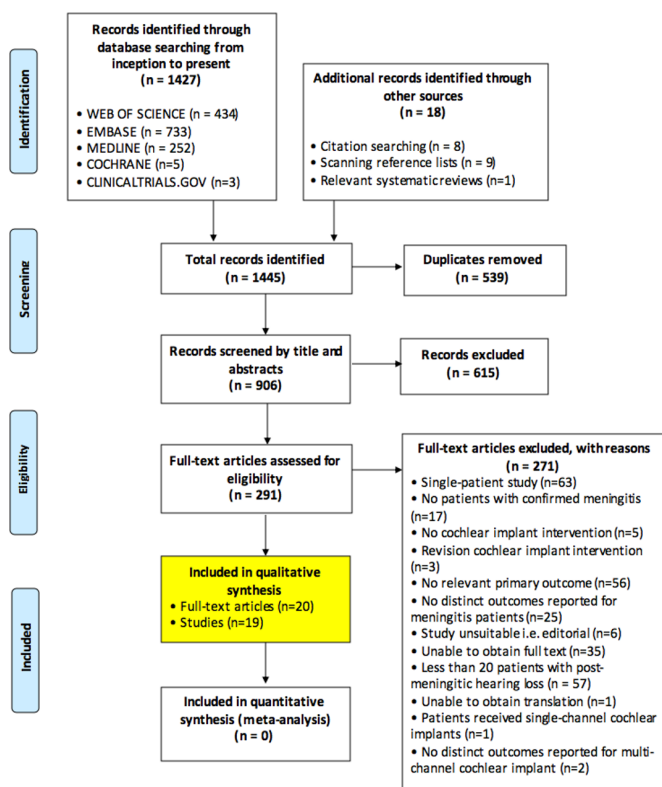 Identification
Records identified through
database searching from
inception to present
(n = 1427)
• WEB OF SCIENCE (n = 434)
• EMBASE (n = 733)
• MEDLINE (n = 252)
• COCHRANE (n=5)
• CLINICALTRIALS.GOV (n=3)
Additional records identified through
other sources
(n = 18)
• Citation searching (n = 8)
• Scanning reference lists (n = 9)
• Relevant systematic reviews (n=1)
Screening
Total records identified
(n = 1445)
Duplicates removed
(n = 539)
Records screened by title and
abstracts
(n = 906)
Records excluded
(n = 615)
Eligibility
Full-text articles assessed for
eligibility
(n = 291)
Full-text articles excluded, with reasons
(n = 271)
• Single-patient study (n=63)
• No patients with confirmed meningitis
(n=17)
• No cochlear implant intervention (n=5)
• Revision cochlear implant intervention
(n=3)
• No relevant primary outcome (n=56)
• No distinct outcomes reported for
meningitis patients (n=25)
• Study unsuitable i.e. editorial (n=6)
• Unable to obtain full text (n=35)
• Less than 20 patients with post-
meningitic hearing loss (n = 57)
• Unable to obtain translation (n=1)
• Patients received single-channel cochlear
implants (n=1)
• No distinct outcomes reported for multi-
channel cochlear implant (n=2)
Included
Included in qualitative
synthesis
• Full-text articles (n=20)
• Studies (n=19)
Included in quantitative
synthesis (meta-analysis)
(n = 0)